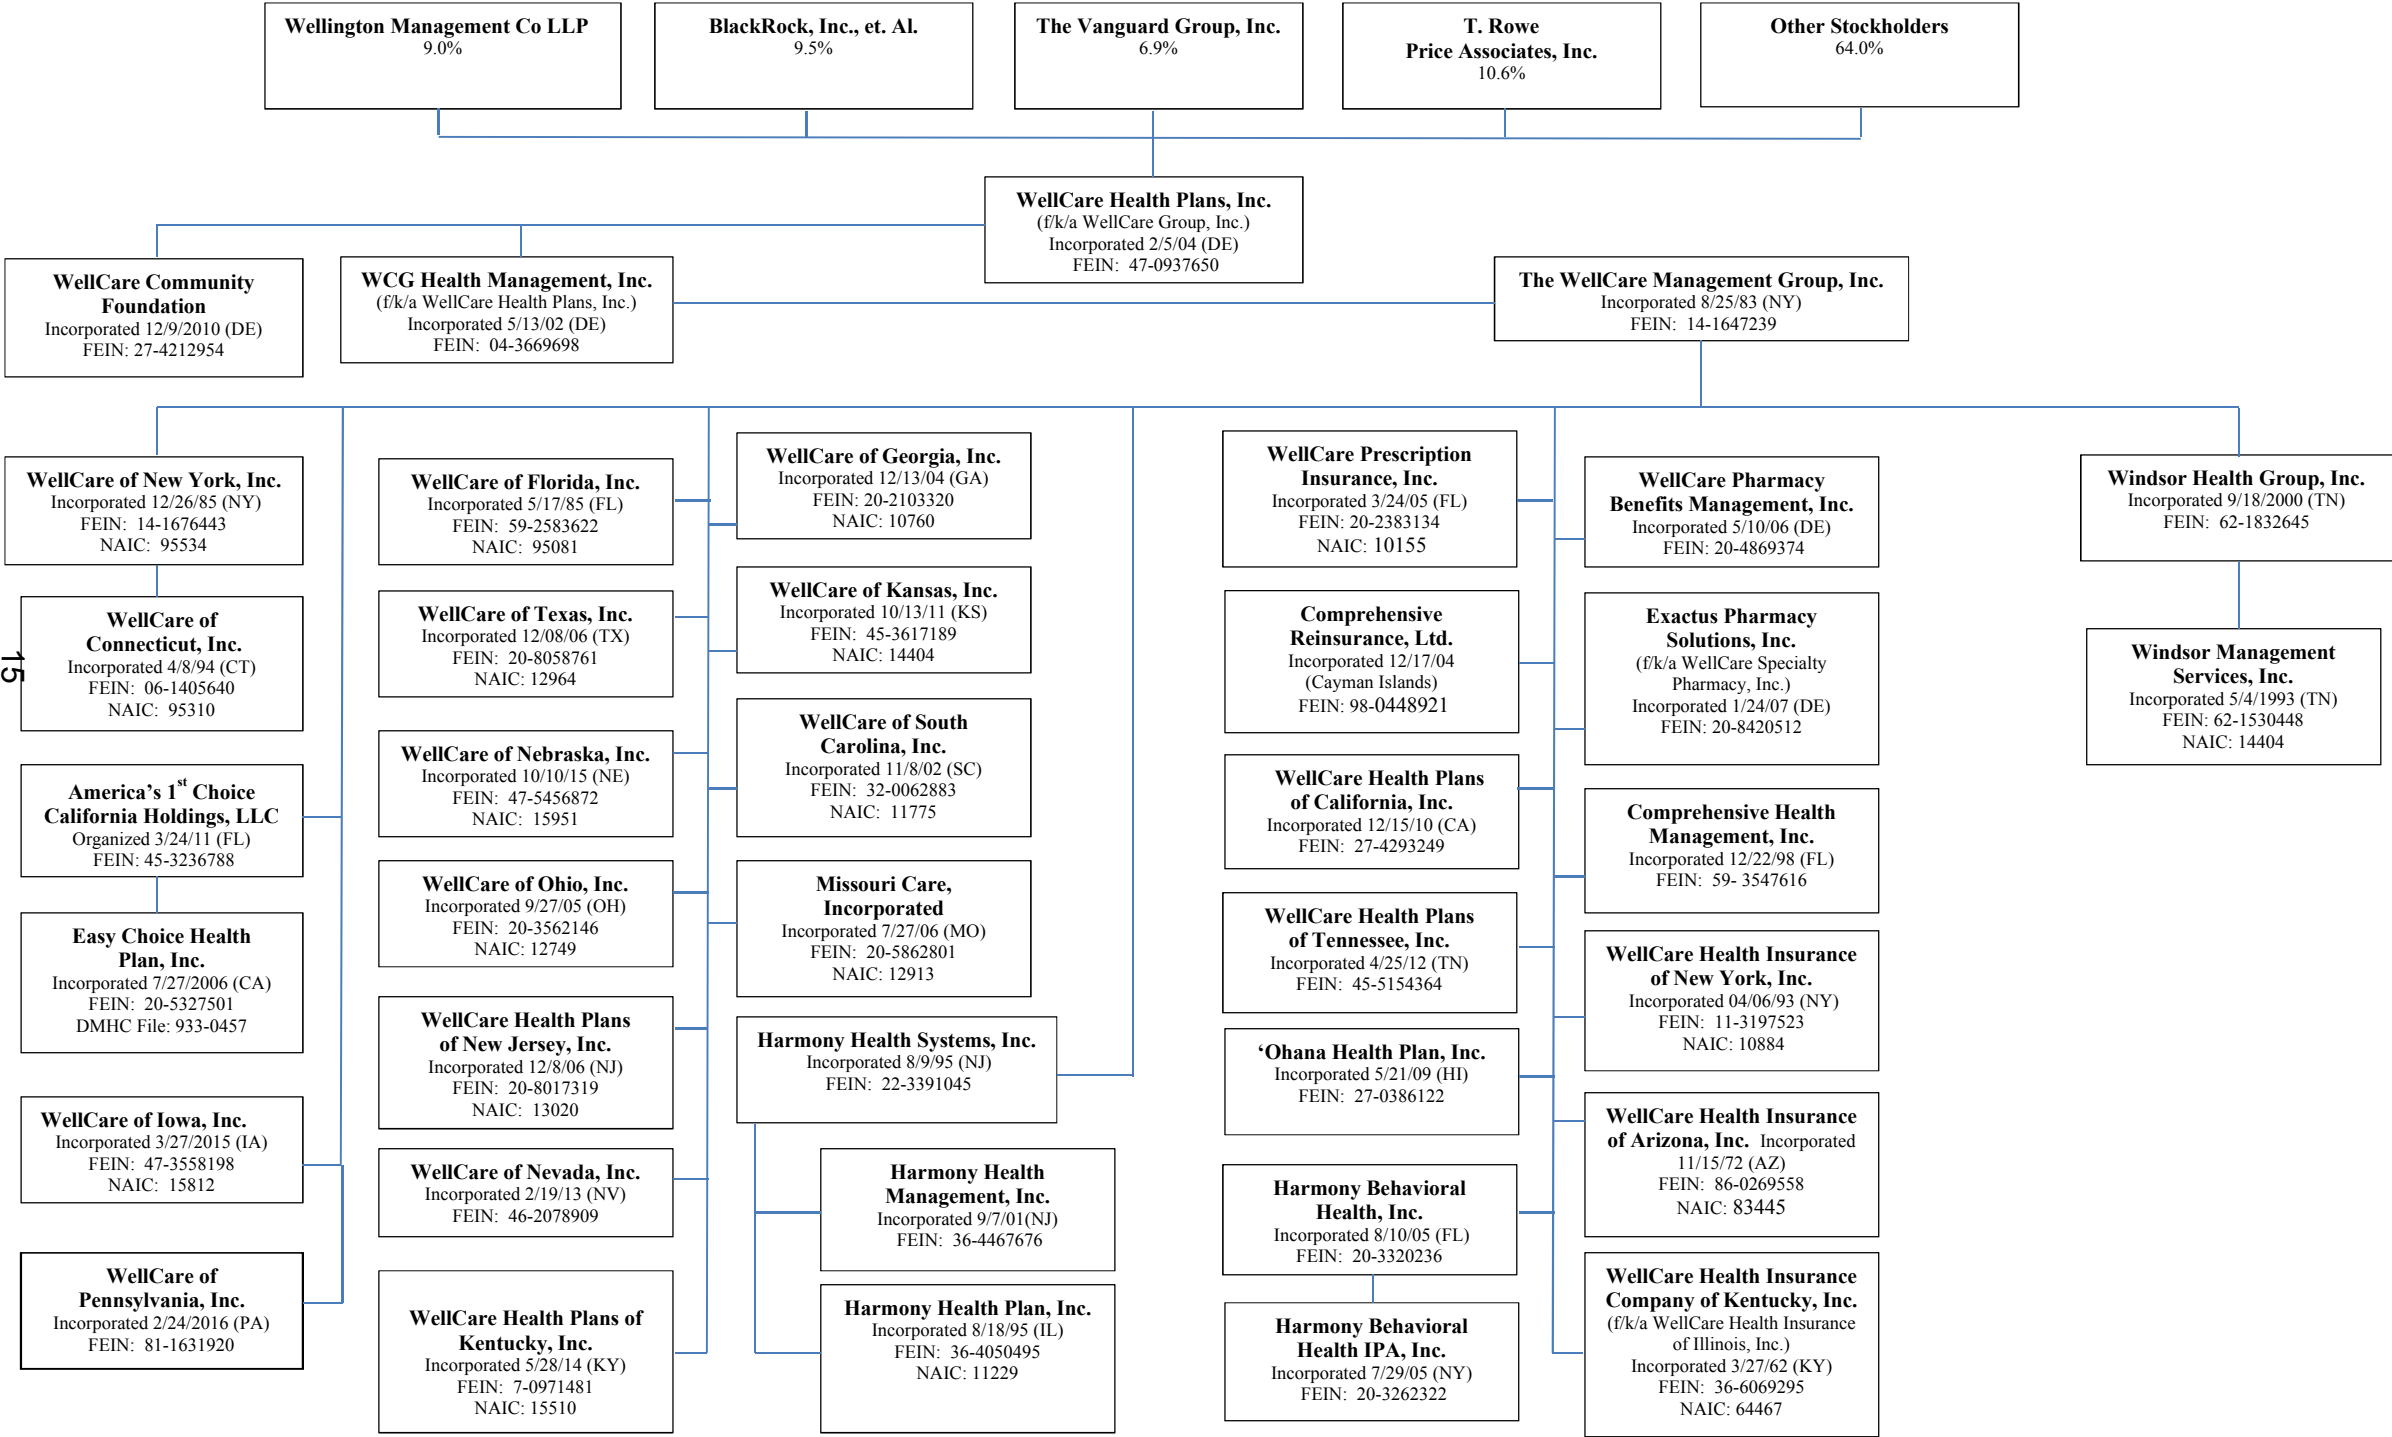 Wellington Management Co LLP
9.0%
BlackRock, Inc., et. Al.
9.5%
The Vanguard Group, Inc.
6.9%
T. Rowe
Price Associates, Inc.
10.6%
Other Stockholders
64.0%
WellCare Health Plans, Inc.
(f/k/a WellCare Group, Inc.)
Incorporated 2/5/04 (DE)
FEIN: 47-0937650
WellCare Community
Foundation
Incorporated 12/9/2010 (DE)
FEIN: 27-4212954
WCG Health Management, Inc.
(f/k/a WellCare Health Plans, Inc.)
Incorporated 5/13/02 (DE)
FEIN: 04-3669698
The WellCare Management Group, Inc.
Incorporated 8/25/83 (NY)
FEIN: 14-1647239
WellCare of New York, Inc.
Incorporated 12/26/85 (NY)
FEIN: 14-1676443
NAIC: 95534
WellCare of
Connecticut, Inc.
Incorporated 4/8/94 (CT)
FEIN: 06-1405640
NAIC: 95310
America's 1st Choice
California Holdings, LLC
Organized 3/24/11 (FL)
FEIN: 45-3236788
Easy Choice Health
Plan, Inc.
Incorporated 7/27/2006 (CA)
FEIN: 20-5327501
DMHC File: 933-0457
WellCare of Iowa, Inc.
Incorporated 3/27/2015 (IA)
FEIN: 47-3558198
NAIC: 15812
WellCare of
Pennsylvania, Inc.
Incorporated 2/24/2016 (PA)
FEIN: 81-1631920
WellCare of Florida, Inc.
Incorporated 5/17/85 (FL)
FEIN: 59-2583622
NAIC: 95081
WellCare of Texas, Inc.
Incorporated 12/08/06 (TX)
FEIN: 20-8058761
NAIC: 12964
WellCare of Nebraska, Inc.
Incorporated 10/10/15 (NE)
FEIN: 47-5456872
NAIC: 15951
WellCare of Ohio, Inc.
Incorporated 9/27/05 (OH)
FEIN: 20-3562146
NAIC: 12749
WellCare Health Plans
of New Jersey, Inc.
Incorporated 12/8/06 (NJ)
FEIN: 20-8017319
NAIC: 13020
WellCare of Nevada, Inc.
Incorporated 2/19/13 (NV)
FEIN: 46-2078909
WellCare Health Plans of
Kentucky, Inc.
Incorporated 5/28/14 (KY)
FEIN: 7-0971481
NAIC: 15510
WellCare of Georgia, Inc.
Incorporated 12/13/04 (GA)
FEIN: 20-2103320
NAIC: 10760
WellCare of Kansas, Inc.
Incorporated 10/13/11 (KS)
FEIN: 45-3617189
NAIC: 14404
WellCare of South
Carolina, Inc.
Incorporated 11/8/02 (SC)
FEIN: 32-0062883
NAIC: 11775
Missouri Care,
Incorporated
Incorporated 7/27/06 (MO)
FEIN: 20-5862801
NAIC: 12913
Harmony Health Systems, Inc.
Incorporated 8/9/95 (NJ)
FEIN: 22-3391045
Harmony Health
Management, Inc.
Incorporated 9/7/01(NJ)
FEIN: 36-4467676
Harmony Health Plan, Inc.
Incorporated 8/18/95 (IL)
FEIN: 36-4050495
NAIC: 11229
WellCare Prescription
Insurance, Inc.
Incorporated 3/24/05 (FL)
FEIN: 20-2383134
NAIC: 10155
Comprehensive
Reinsurance, Ltd.
Incorporated 12/17/04
(Cayman Islands)
FEIN: 98-0448921
WellCare Health Plans
of California, Inc.
Incorporated 12/15/10 (CA)
FEIN: 27-4293249
WellCare Health Plans
of Tennessee, Inc.
Incorporated 4/25/12 (TN)
FEIN: 45-5154364
‘Ohana Health Plan, Inc.
Incorporated 5/21/09 (HI)
FEIN: 27-0386122
Harmony Behavioral
Health, Inc.
Incorporated 8/10/05 (FL)
FEIN: 20-3320236
Harmony Behavioral
Health IPA, Inc.
Incorporated 7/29/05 (NY)
FEIN: 20-3262322
WellCare Pharmacy
Benefits Management, Inc.
Incorporated 5/10/06 (DE)
FEIN: 20-4869374
Exactus Pharmacy
Solutions, Inc.
(f/k/a WellCare Specialty
Pharmacy, Inc.)
Incorporated 1/24/07 (DE)
FEIN: 20-8420512
Comprehensive Health
Management, Inc.
Incorporated 12/22/98 (FL)
FEIN: 59- 3547616
WellCare Health Insurance
of New York, Inc.
Incorporated 04/06/93 (NY)
FEIN: 11-3197523
NAIC: 10884
WellCare Health Insurance
of Arizona, Inc. Incorporated
11/15/72 (AZ)
FEIN: 86-0269558
NAIC: 83445
WellCare Health Insurance
Company of Kentucky, Inc.
(f/k/a WellCare Health Insurance
of Illinois, Inc.)
Incorporated 3/27/62 (KY)
FEIN: 36-6069295
NAIC: 64467
Windsor Health Group, Inc.
Incorporated 9/18/2000 (TN)
FEIN: 62-1832645
Windsor Management
Services, Inc.
Incorporated 5/4/1993 (TN)
FEIN: 62-1530448
NAIC: 14404
15